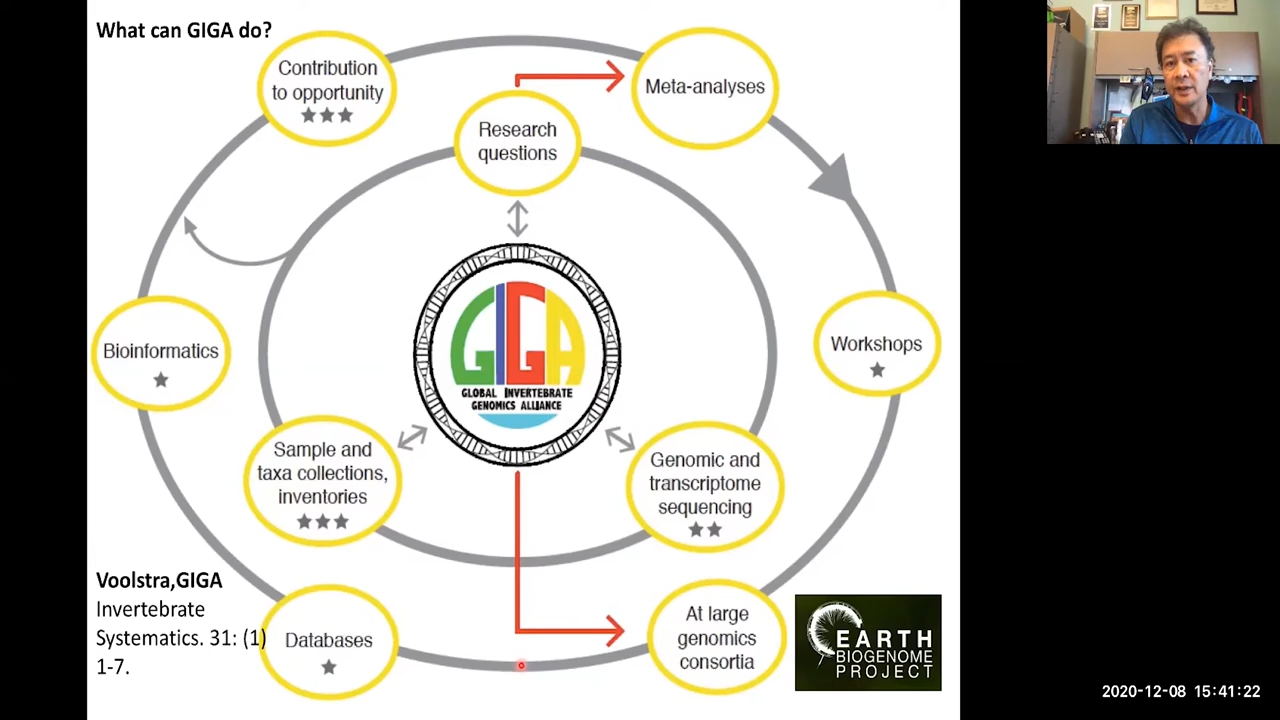 What can GIGA do?
Contribution
to opportunity
★★★
Meta-analyses
Research
questions
GIGA
GLOBAL INVERTEBRATE
GENOMICS ALLIANCE
Bioinformatics
★
Workshops
★
Sample and
taxa collections,
inventories
★★★
Genomic and
transcriptome
sequencing
★★
Voolstra,GIGA
Invertebrate
Systematics. 31: (1)
1-7.
Databases
★
At large
genomics
consortia
EARTH
BIOGENOME
PROJECT
2020-12-08 15:41:22